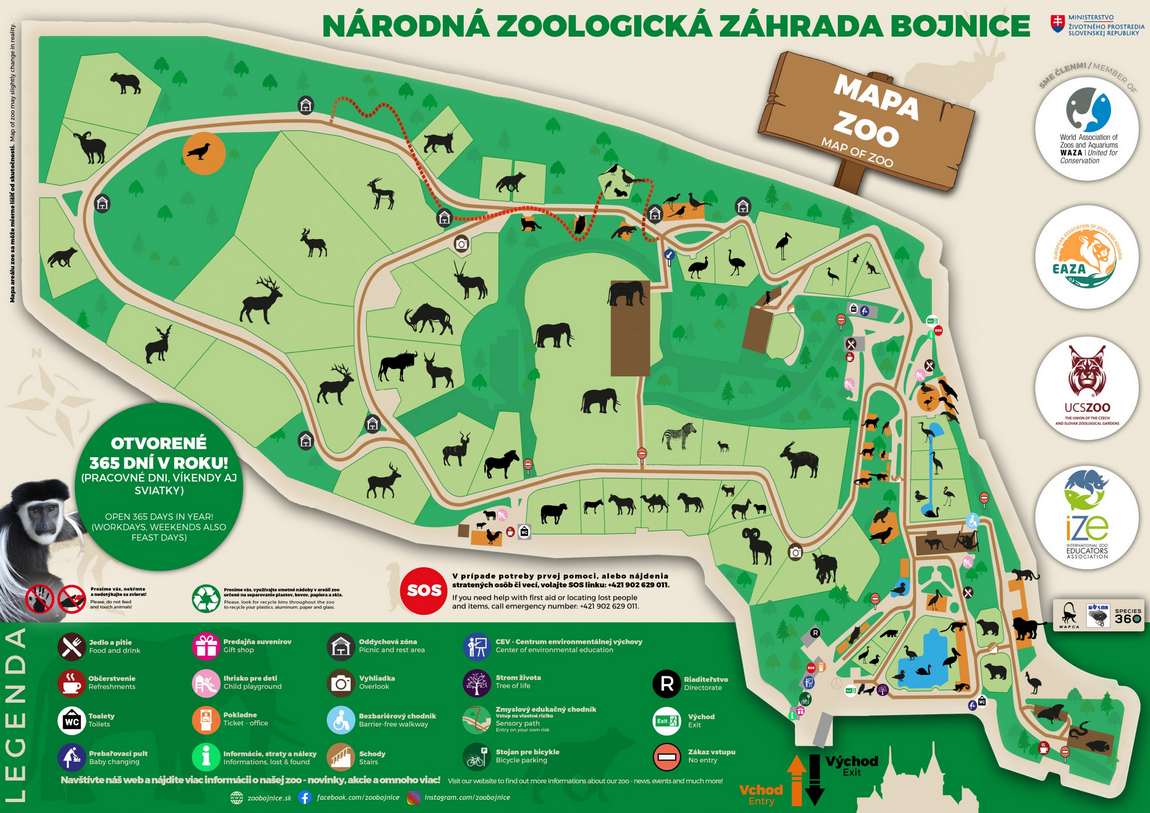 NÁRODNÁ ZOOLOGICKÁ ZÁHRADA BOJNICE
MINISTERSTVO
ŽIVOTNÉHO PROSTREDIA
SLOVENSKEJ REPUBLIKY
Mapa areálu zoo sa môže mierne líšiť od skutočnosti. Map of zoo may slightly change in reality.
MAPA
ZOO
MAP OF ZOO
SME ČLENMI / MEMBER OF
World Association of
Zoos and Aquariums
WAZA | United for
Conservation
EAZA
UCSZOO
THE UNION OF THE CZECH
AND SLOVAK ZOOLOGICAL GARDENS
ize
INTERNATIONAL ZOO
EDUCATORS
ASSOCIATION
WAPCA
SPECIES
360
N
OTVORENÉ
365 DNÍ V ROKU!
(PRACOVNÉ DNI, VÍKENDY AJ
SVIATKY)
OPEN 365 DAYS IN YEAR!
(WORKDAYS, WEEKENDS ALSO
FEAST DAYS)
Prosíme vás, nekŕmte
a nedotýkajte sa zvierat!
Please, do not feed
and touch animals!
Prosíme vás, využívajte smetné nádoby v areáli zoo
určené na separovanie plastov, kovov, papiera a skla.
Please, look for recycle bins throughout the zoo
to recycle your plastics, aluminum, paper and glass.
SOS
V prípade potreby prvej pomoci, alebo nájdenia
stratených osôb či vecí, volajte SOS linku: +421 902 629 011.
If you need help with first aid or locating lost people
and items, call emergency number: +421 902 629 011.
LEGENDA
Jedlo a pitie
Food and drink
Občerstvenie
Refreshments
WC
Toalety
Toilets
Prebaľovací pult
Baby changing
Predajňa suvenírov
Gift shop
Ihrisko pre deti
Child playground
Pokladne
Ticket - office
Informácie, straty a nálezy
Informations, lost & found
Oddychová zóna
Picnic and rest area
Vyhliadka
Overlook
Bezbariérový chodník
Barrier-free walkway
Schody
Stairs
CEV - Centrum environmentálnej výchovy
Center of environmental education
Strom života
Tree of life
Zmyslový edukačný chodník
Vstup na vlastné riziko
Sensory path
Entry on your own risk
Stojan pre bicykle
Bicycle parking
R
Riaditeľstvo
Directorate
Exit
Východ
Exit
Zákaz vstupu
No entry
Navštívte náš web a nájdite viac informácií o našej zoo - novinky, akcie a omnoho viac!
Visit our website to find out more informations about our zoo - news, events and much more!
zoobojnice.sk
facebook.com/zoobojnice
Instagram.com/zoobojnice
Vchod
Entry
Východ
Exit